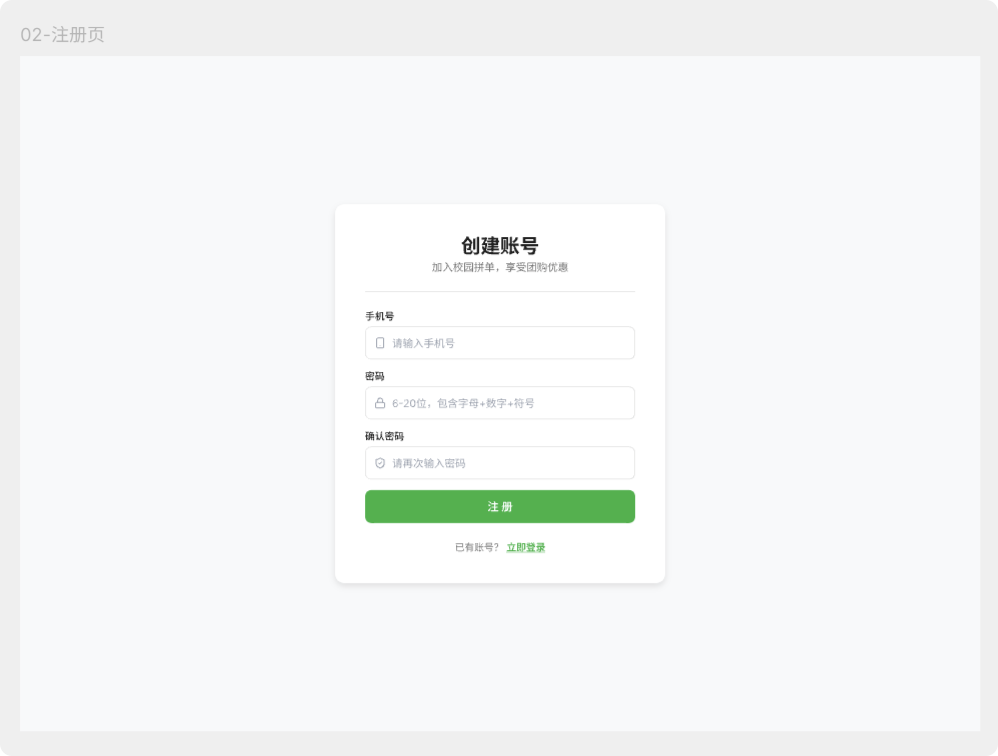 02-注册页
创建账号
加入校园拼单，享受团购优惠
手机号
请输入手机号
密码
6-20位，包含字母+数字+符号
确认密码
请再次输入密码
注 册
已有账号？ 立即登录